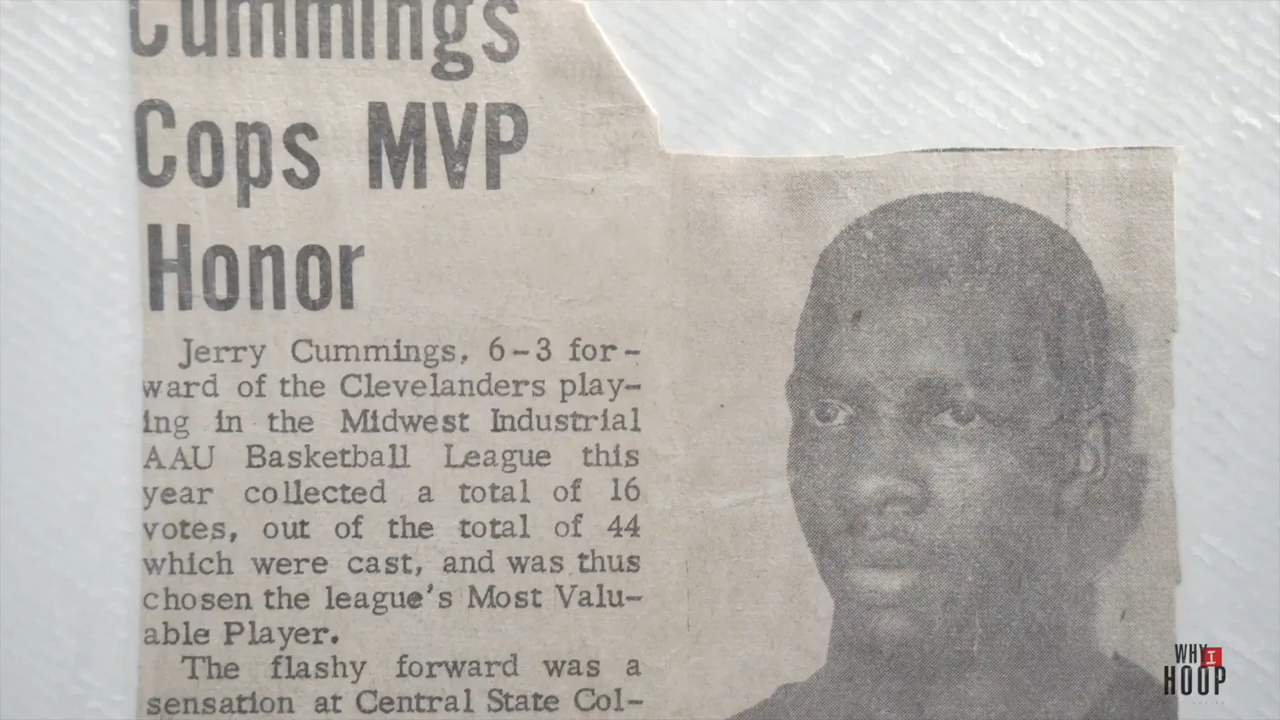 Cummings
Cops MVP
Honor
Jerry Cummings, 6-3 for-
ward of the Clevelanders play-
ing in the Midwest Industrial
AAU Basketball League this
year collected a total of 16
votes, out of the total of 44
which were cast, and was thus
chosen the league's Most Valu-
able Player.
The flashy forward was a
sensation at Central State Col-
WHY I
HOOP